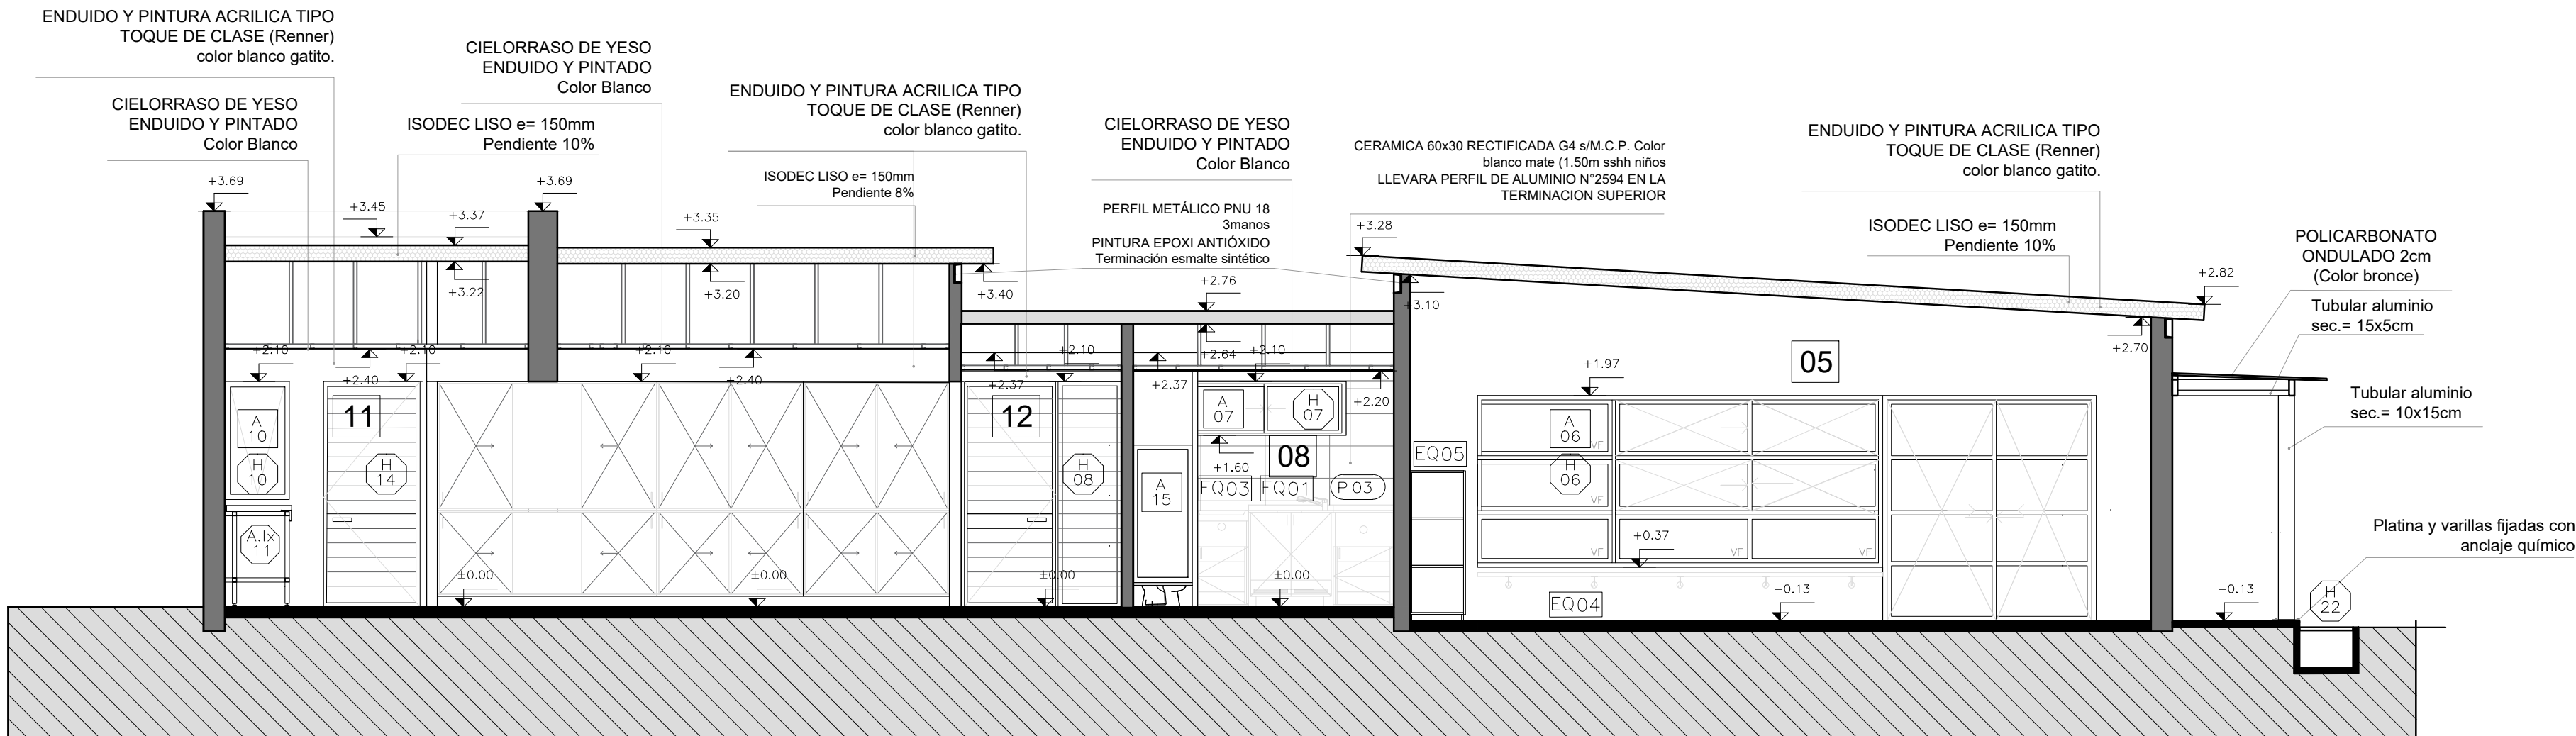 ENDUIDO Y PINTURA ACRILICA TIPO
TOQUE DE CLASE (Renner)
color blanco gatito.
CIELORRASO DE YESO
ENDUIDO Y PINTADO
Color Blanco
CIELORRASO DE YESO
ENDUIDO Y PINTADO
Color Blanco
ISODEC LISO e= 150mm
Pendiente 10%
ENDUIDO Y PINTURA ACRILICA TIPO
TOQUE DE CLASE (Renner)
color blanco gatito.
ISODEC LISO e= 150mm
Pendiente 8%
CIELORRASO DE YESO
ENDUIDO Y PINTADO
Color Blanco
PERFIL METÁLICO PNU 18
3manos
PINTURA EPOXI ANTIÓXIDO
Terminación esmalte sintético
CERAMICA 60x30 RECTIFICADA G4 s/M.C.P. Color
blanco mate (1.50m sshh niños
LLEVARA PERFIL DE ALUMINIO N°2594 EN LA
TERMINACION SUPERIOR
ENDUIDO Y PINTURA ACRILICA TIPO
TOQUE DE CLASE (Renner)
color blanco gatito.
ISODEC LISO e= 150mm
Pendiente 10%
POLICARBONATO
ONDULADO 2cm
(Color bronce)
Tubular aluminio
sec.= 15x5cm
Tubular aluminio
sec.= 10x15cm
Platina y varillas fijadas con
anclaje químico
+3.69
+3.45
+3.37
+3.69
+3.35
+3.22
+3.20
+3.40
+2.76
+3.28
+3.10
+2.82
+2.70
+2.10
+2.10
+2.10
+2.40
+2.40
+2.37
+2.10
+2.37
+2.64
+2.10
+2.20
+1.97
05
11
12
08
A
10
H
10
A.Ix
11
H
14
H
08
A
15
A
07
H
07
+1.60
EQ03
EQ01
P 03
EQ05
A
06
H
06
VF
VF
VF
VF
VF
+0.37
EQ04
±0.00
±0.00
±0.00
±0.00
-0.13
-0.13
H
22